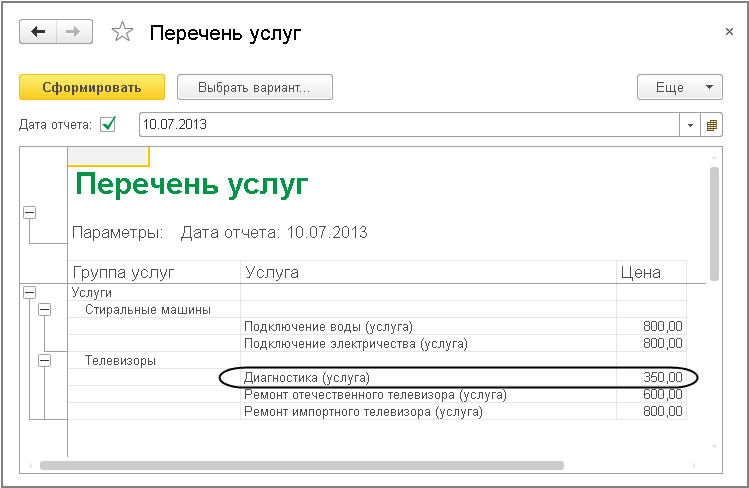 Перечень услуг
Сформировать Выбрать вариант... Еще
Дата отчета: 10.07.2013
Перечень услуг
Параметры: Дата отчета: 10.07.2013
Группа услуг Услуга Цена
Услуги
Стиральные машины
Подключение воды (услуга) 800,00
Подключение электричества (услуга) 800,00
Телевизоры
Диагностика (услуга) 350,00
Ремонт отечественного телевизора (услуга) 600,00
Ремонт импортного телевизора (услуга) 800,00